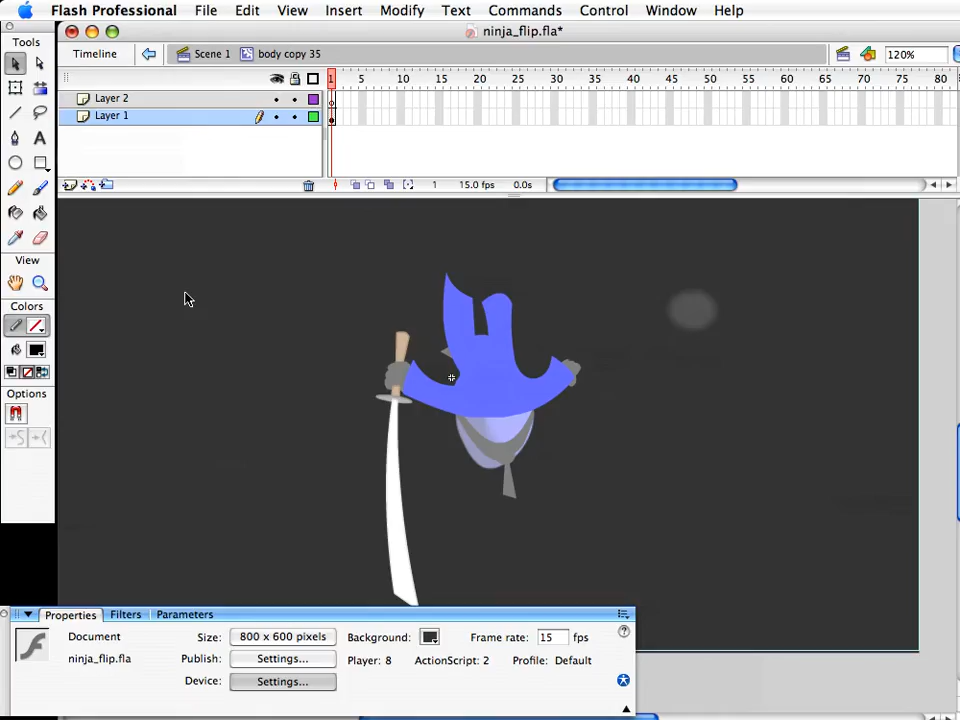 Flash Professional File Edit View Insert Modify Text Commands Control Window Help
ninja_flip.fla*
Tools
Timeline Scene 1 body copy 35 120%
1 5 10 15 20 25 30 35 40 45 50 55 60 65 70 75 80
Layer 2
Layer 1
1 15.0 fps 0.0s
View
Colors
Options
Properties Filters Parameters
Document Size: 800 x 600 pixels Background: Frame rate: 15 fps
ninja_flip.fla Publish: Settings... Player: 8 ActionScript: 2 Profile: Default
Device: Settings...